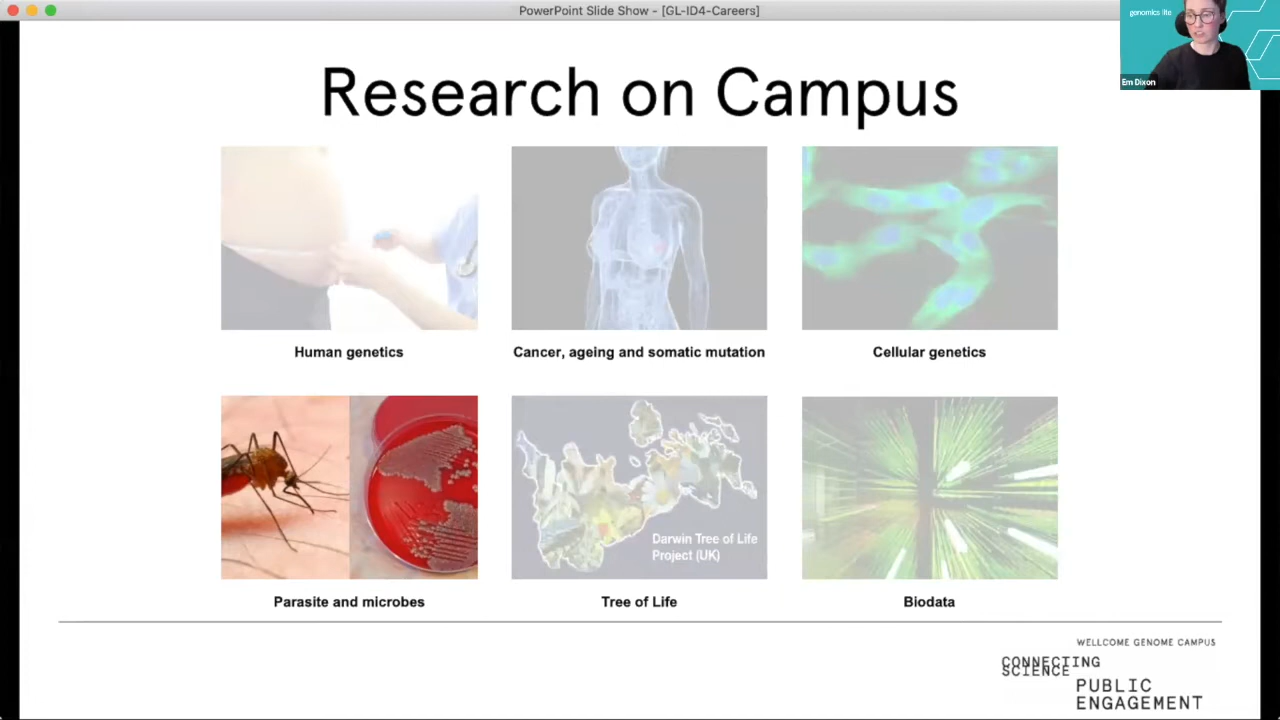 PowerPoint Slide Show - [GL-ID4-Careers]
genomics lite
Em Dixon
Research on Campus
Human genetics
Cancer, ageing and somatic mutation
Cellular genetics
Darwin Tree of Life
Project (UK)
Parasite and microbes
Tree of Life
Biodata
WELLCOME GENOME CAMPUS
CONNECTING
SCIENCE
PUBLIC
ENGAGEMENT